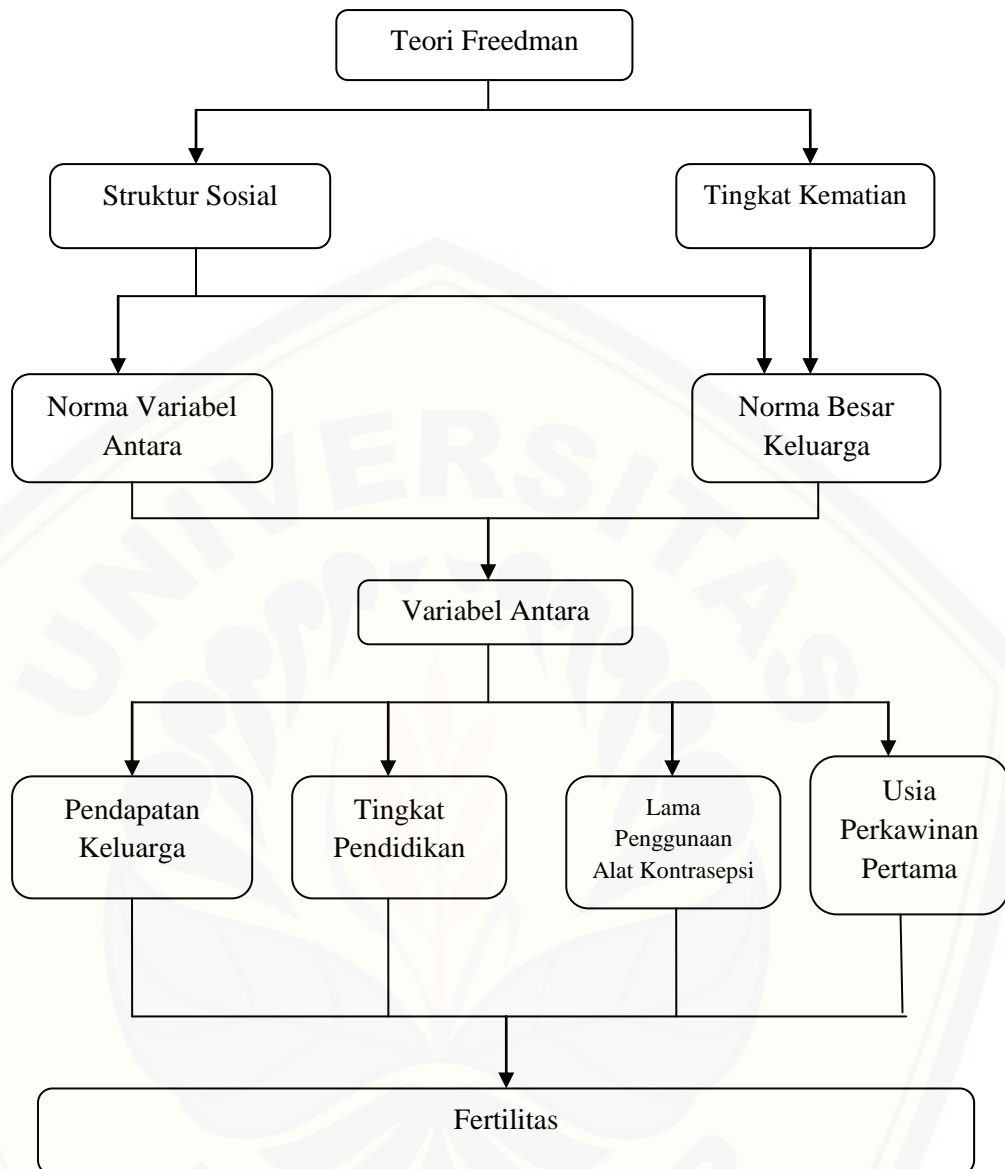 Teori Freedman
Struktur Sosial
Tingkat Kematian
Norma Variabel
Antara
Norma Besar
Keluarga
Variabel Antara
Pendapatan
Keluarga
Tingkat
Pendidikan
Lama
Penggunaan
Alat Kontrasepsi
Usia
Perkawinan
Pertama
Fertilitas
UNIVERSITAS